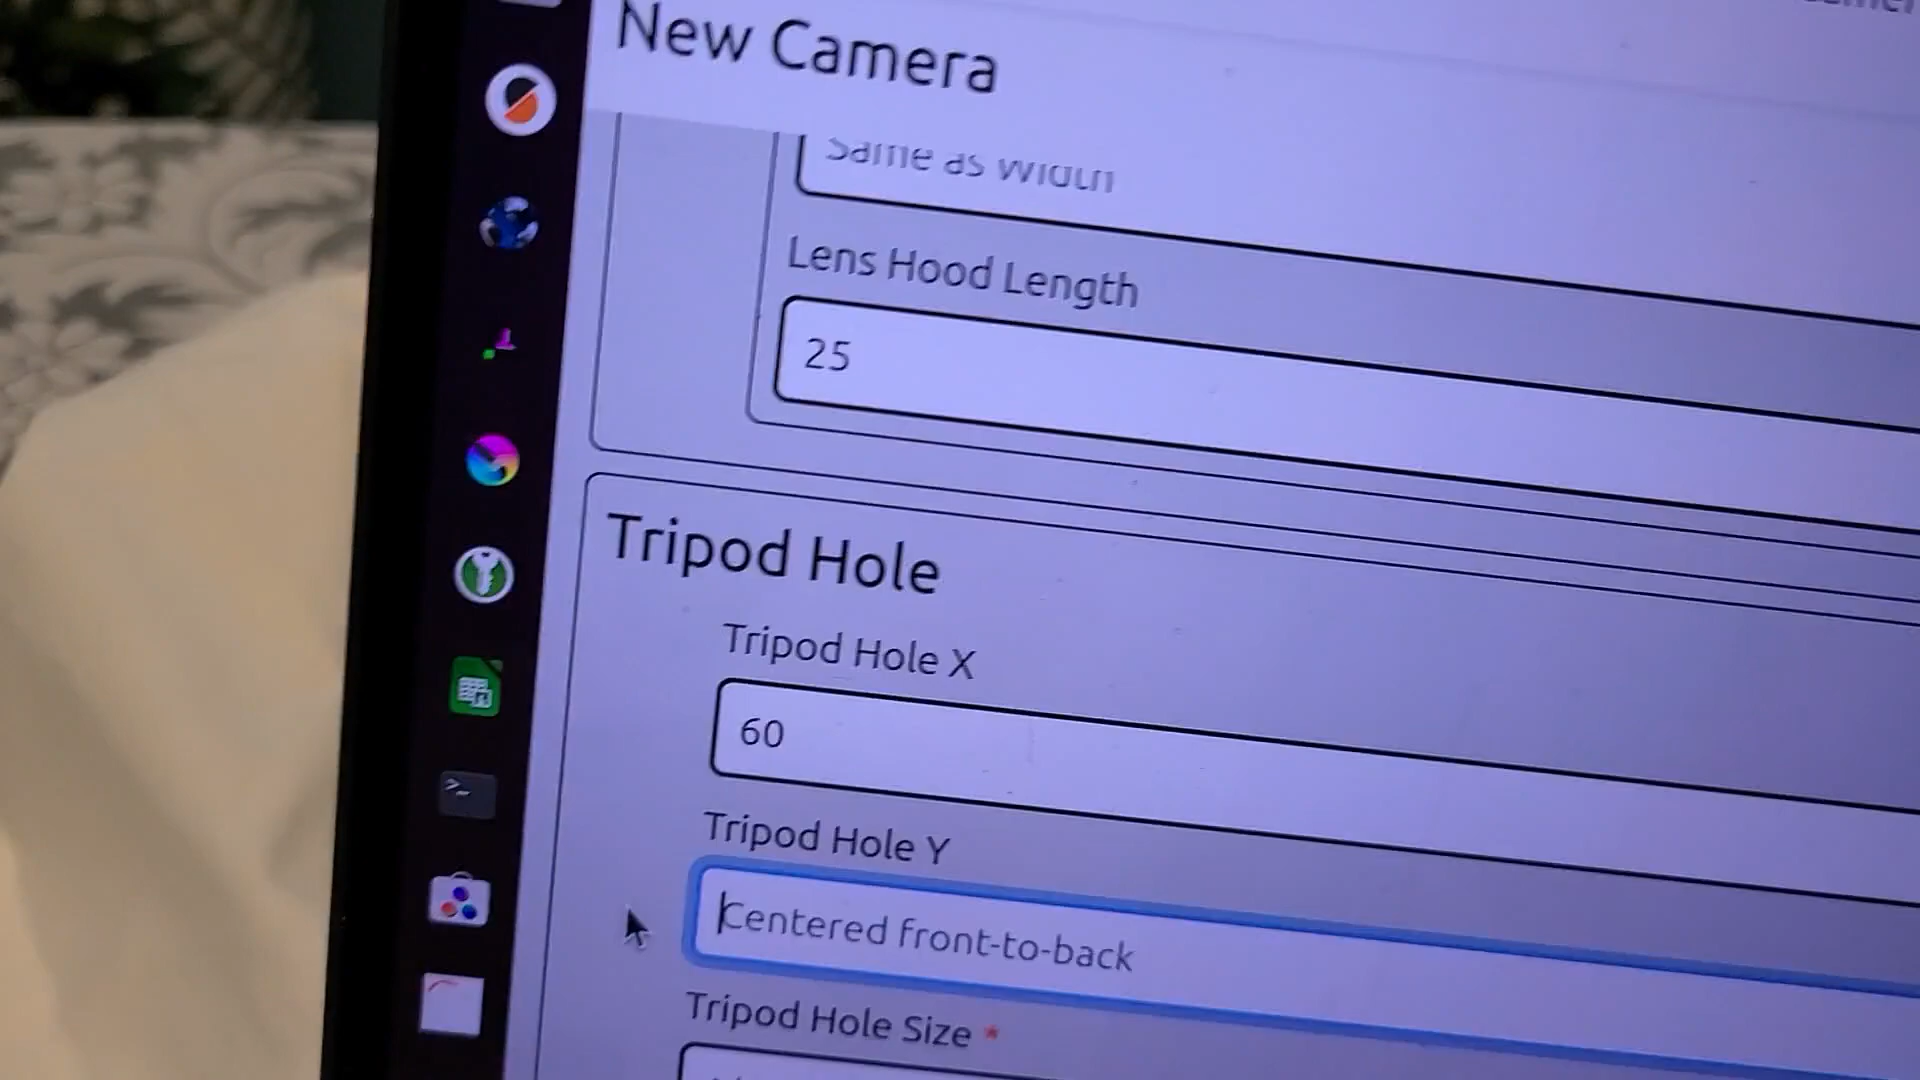 New Camera
Same as Width
Lens Hood Length
25
Tripod Hole
Tripod Hole X
60
Tripod Hole Y
Centered front-to-back
Tripod Hole Size *